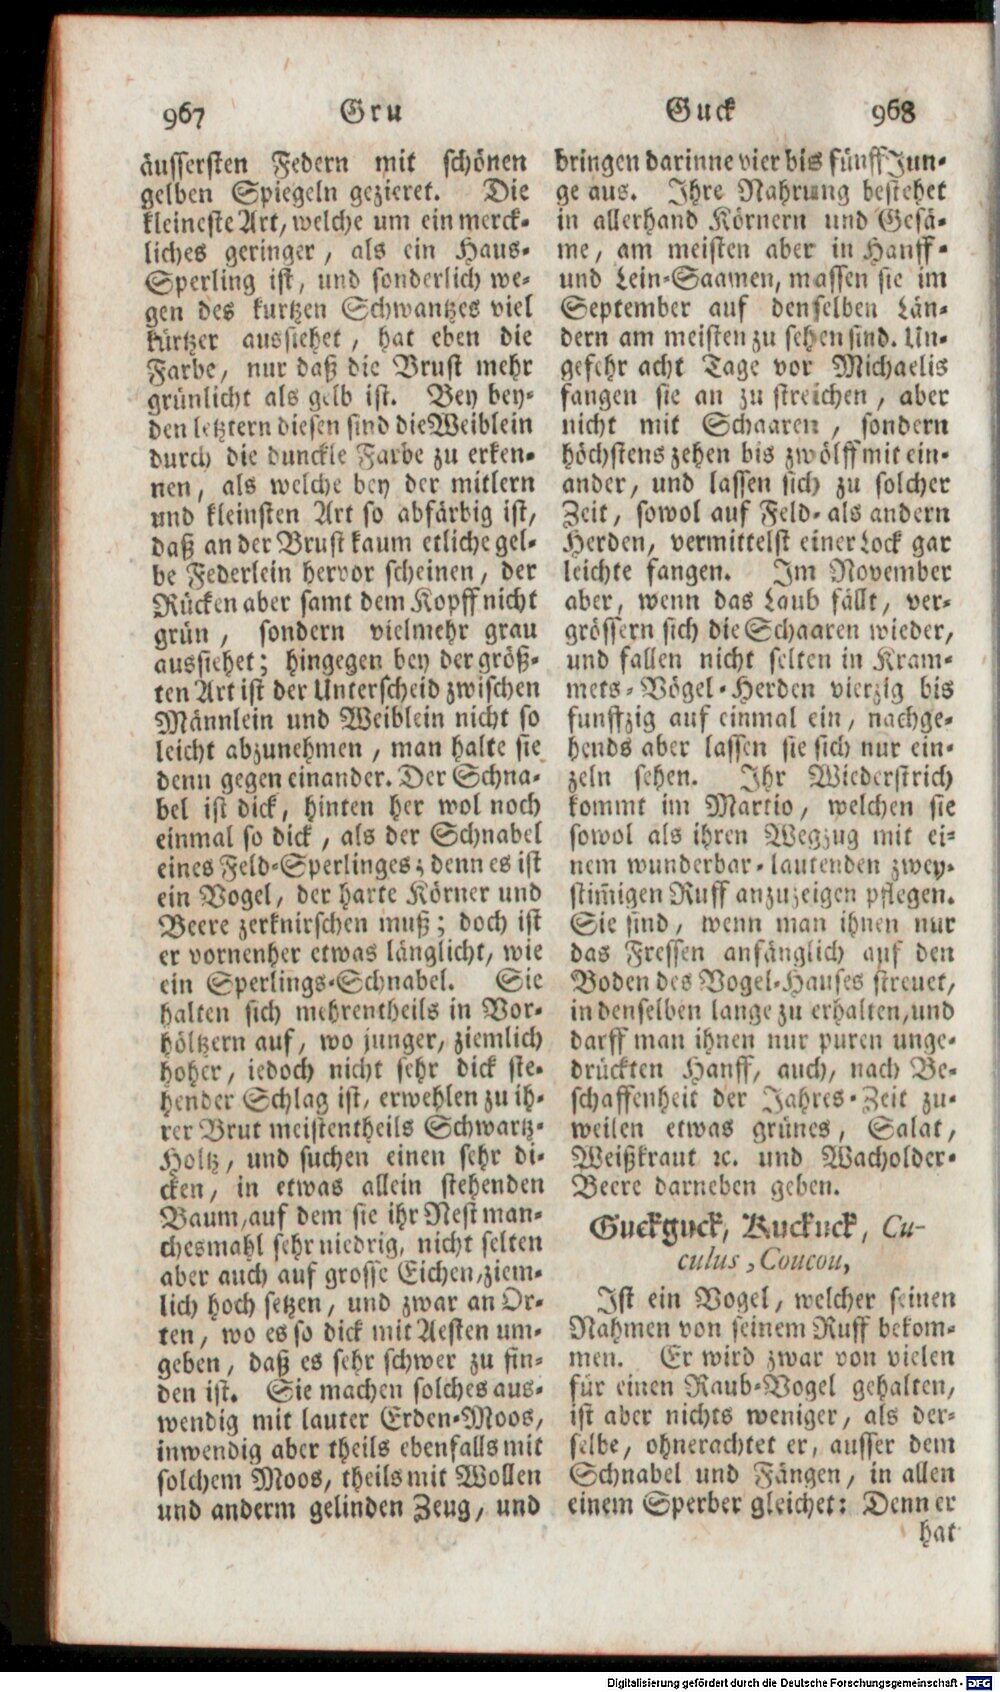 967 Gru
äussersten Federn mit schönen
gelben Spiegeln gezieret. Die
kleineste Art, welche um ein merck-
liches geringer, als ein Haus-
Sperling ist, und sonderlich we-
gen des kurtzen Schwantzes viel
kürtzer aussiehet, hat eben die
Farbe, nur daß die Brust mehr
grünlicht als gelb ist. Bey bey-
den letztern diesen sind die Weiblein
durch die dunckle Farbe zu erken-
nen, als welche bey der mitlern
und kleinsten Art so abfärbig ist,
daß an der Brust kaum etliche gel-
be Federlein hervor scheinen, der
Rücken aber samt dem Kopff nicht
grün, sondern vielmehr grau
aussiehet; hingegen bey der größ-
ten Art ist der Unterscheid zwischen
Männlein und Weiblein nicht so
leicht abzunehmen, man halte sie
denn gegen einander. Der Schna-
bel ist dick, hinten her wol noch
einmal so dick, als der Schnabel
eines Feld-Sperlinges; denn es ist
ein Vogel, der harte Körner und
Beere zerknirschen muß; doch ist
er vornenher etwas länglicht, wie
ein Sperlings-Schnabel. Sie
halten sich mehrentheils in Vor-
höltzern auf, wo junger, ziemlich
hoher, iedoch nicht sehr dick ste-
hender Schlag ist, erwehlen zu ih-
rer Brut meistentheils Schwartz-
Holtz, und suchen einen sehr di-
cken, in etwas allein stehenden
Baum, auf dem sie ihr Nest man-
chesmahl sehr niedrig, nicht selten
aber auch auf grosse Eichen, ziem-
lich hoch setzen, und zwar an Or-
ten, wo es so dick mit Aesten um-
geben, daß es sehr schwer zu fin-
den ist. Sie machen solches aus-
wendig mit lauter Erden-Moos,
inwendig aber theils ebenfalls mit
solchem Moos, theils mit Wollen
und anderm gelinden Zeug, und
Guck 968
bringen darinne vier bis fünff Jun-
ge aus. Ihre Nahrung bestehet
in allerhand Körnern und Gesä-
me, am meisten aber in Hanff-
und Lein-Saamen, massen sie im
September auf denselben Län-
dern am meisten zu sehen sind. Un-
gefehr acht Tage vor Michaelis
fangen sie an zu streichen, aber
nicht mit Schaaren, sondern
höchstens zehen bis zwölff mit ein-
ander, und lassen sich zu solcher
Zeit, sowol auf Feld- als andern
Herden, vermittelst einer Lock gar
leichte fangen. Im November
aber, wenn das Laub fällt, ver-
grössern sich die Schaaren wieder,
und fallen nicht selten in Kram-
mets-Vögel-Herden vierzig bis
funffzig auf einmal ein, nachge-
hends aber lassen sie sich nur ein-
zeln sehen. Ihr Wiederstrich
kommt im Martio, welchen sie
sowol als ihren Wegzug mit ei-
nem wunderbar-lautenden zwey-
stim̄igen Ruff anzuzeigen pflegen.
Sie sind, wenn man ihnen nur
das Fressen anfänglich auf den
Boden des Vogel-Hauses streuet,
in denselben lange zu erhalten, und
darff man ihnen nur puren unge-
drückten Hanff, auch, nach Be-
schaffenheit der Jahres-Zeit zu-
weilen etwas grünes, Salat,
Weißkraut ꝛc. und Wacholder-
Beere darneben geben.
Guckguck, Kuckuck, Cu-
culus, Coucou,
Ist ein Vogel, welcher seinen
Nahmen von seinem Ruff bekom-
men. Er wird zwar von vielen
für einen Raub-Vogel gehalten,
ist aber nichts weniger, als der-
selbe, ohnerachtet er, ausser dem
Schnabel und Fängen, in allen
einem Sperber gleichet: Denn er
hat
Digitalisierung gefördert durch die Deutsche Forschungsgemeinschaft - DFG